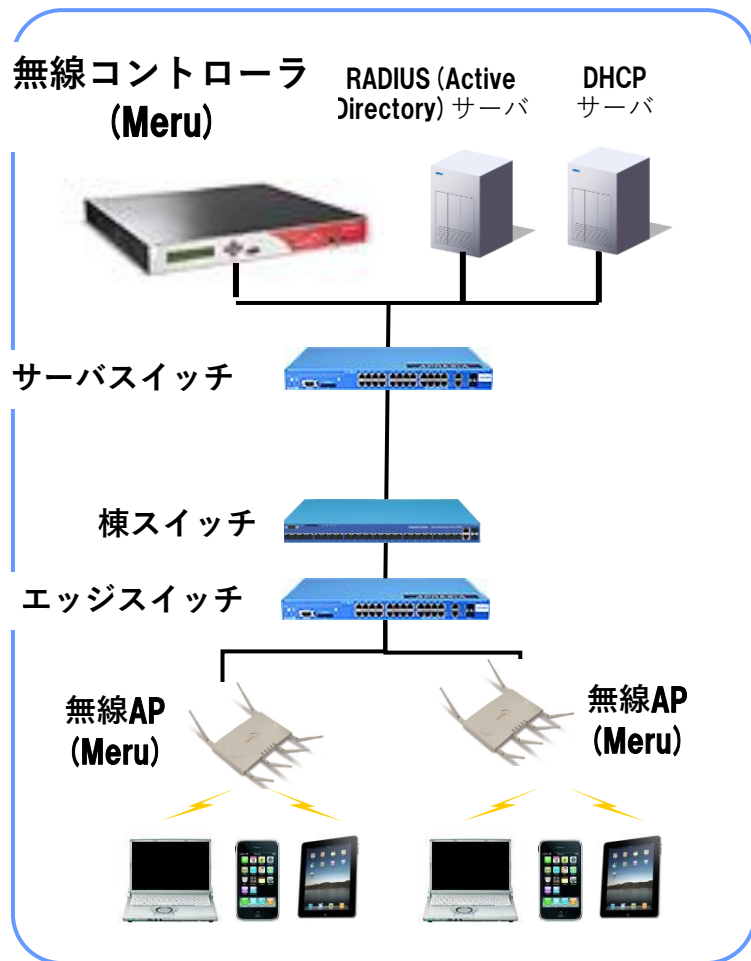 無線コントローラ
(Meru)
RADIUS (Active
Directory) サーバ
DHCP
サーバ
サーバスイッチ
棟スイッチ
エッジスイッチ
無線AP
(Meru)
無線AP
(Meru)